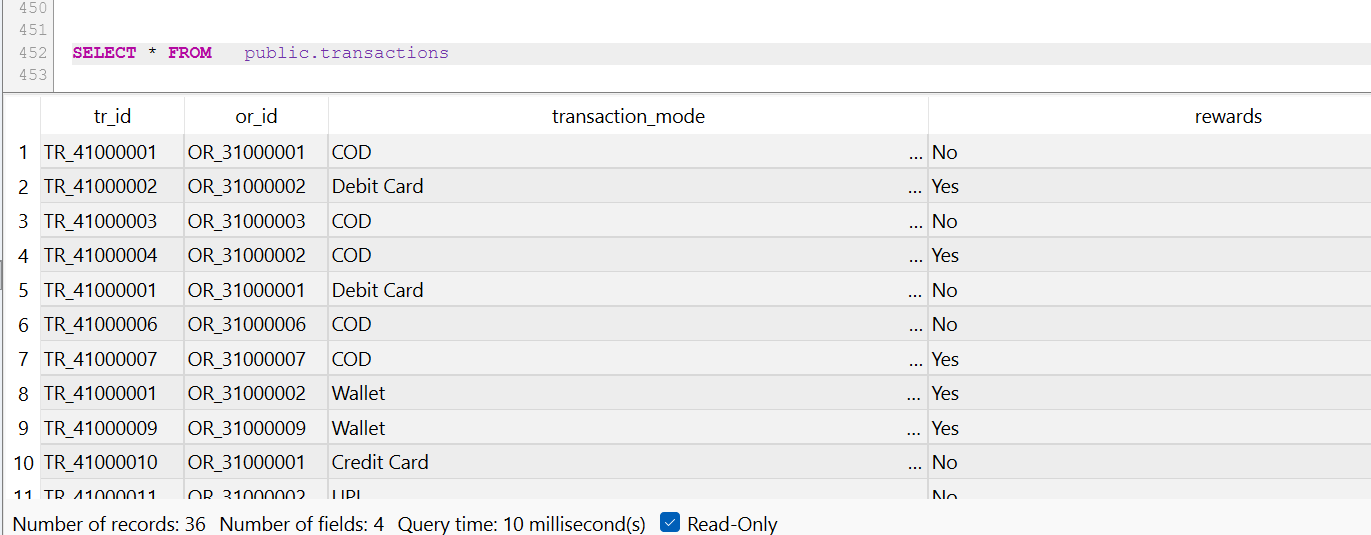 450
451
452 SELECT * FROM public.transactions
453
tr_id or_id transaction_mode rewards
1 TR_41000001 OR_31000001 COD ... No
2 TR_41000002 OR_31000002 Debit Card ... Yes
3 TR_41000003 OR_31000003 COD ... No
4 TR_41000004 OR_31000002 COD ... Yes
5 TR_41000001 OR_31000001 Debit Card ... No
6 TR_41000006 OR_31000006 COD ... No
7 TR_41000007 OR_31000007 COD ... Yes
8 TR_41000001 OR_31000002 Wallet ... Yes
9 TR_41000009 OR_31000009 Wallet ... Yes
10 TR_41000010 OR_31000001 Credit Card ... No
11 TR_41000011 OR_31000002 UPI No
Number of records: 36 Number of fields: 4 Query time: 10 millisecond(s) Read-Only